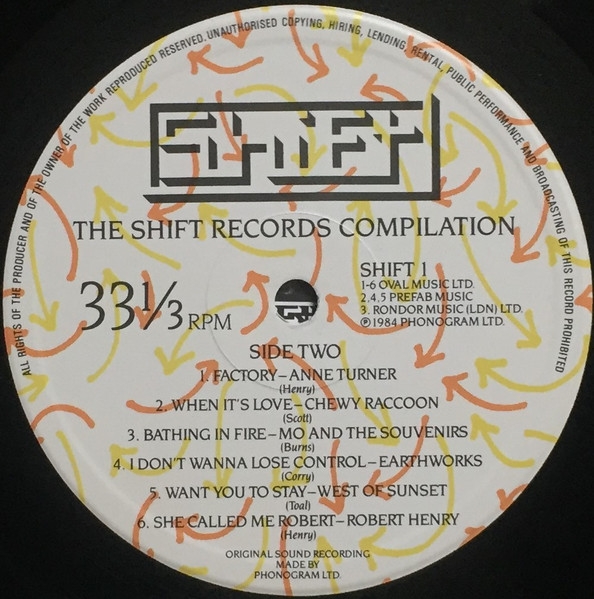 ALL RIGHTS OF THE PRODUCER AND OF THE OWNER OF THE WORK REPRODUCED RESERVED. UNAUTHORISED COPYING, HIRING, LENDING, RENTAL, PUBLIC PERFORMANCE AND BROADCASTING OF THIS RECORD PROHIBITED
SHIFT
THE SHIFT RECORDS COMPILATION
33⅓ RPM
SHIFT 1
1-6 OVAL MUSIC LTD.
2.4.5 PREFAB MUSIC
3. RONDOR MUSIC (LDN) LTD.
℗ 1984 PHONOGRAM LTD.
SIDE TWO
1. FACTORY – ANNE TURNER
(Henry)
2. WHEN IT'S LOVE – CHEWY RACCOON
(Scott)
3. BATHING IN FIRE – MO AND THE SOUVENIRS
(Burns)
4. I DON'T WANNA LOSE CONTROL – EARTHWORKS
(Corry)
5. WANT YOU TO STAY – WEST OF SUNSET
(Toal)
6. SHE CALLED ME ROBERT – ROBERT HENRY
(Henry)
ORIGINAL SOUND RECORDING
MADE BY
PHONOGRAM LTD.